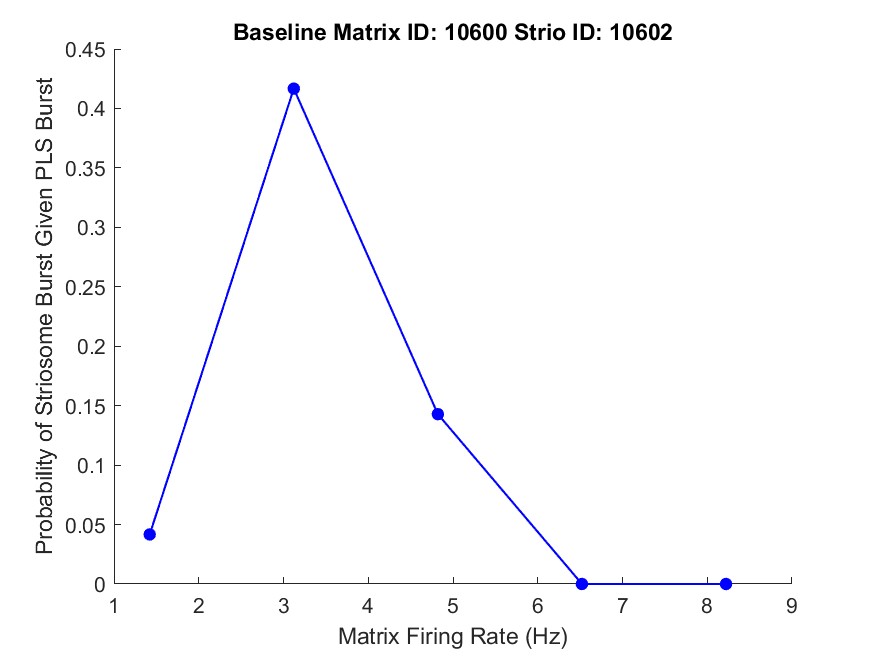 Baseline Matrix ID: 10600 Strio ID: 10602
Probability of Striosome Burst Given PLS Burst
0.45
0.4
0.35
0.3
0.25
0.2
0.15
0.1
0.05
0
1 2 3 4 5 6 7 8 9
Matrix Firing Rate (Hz)